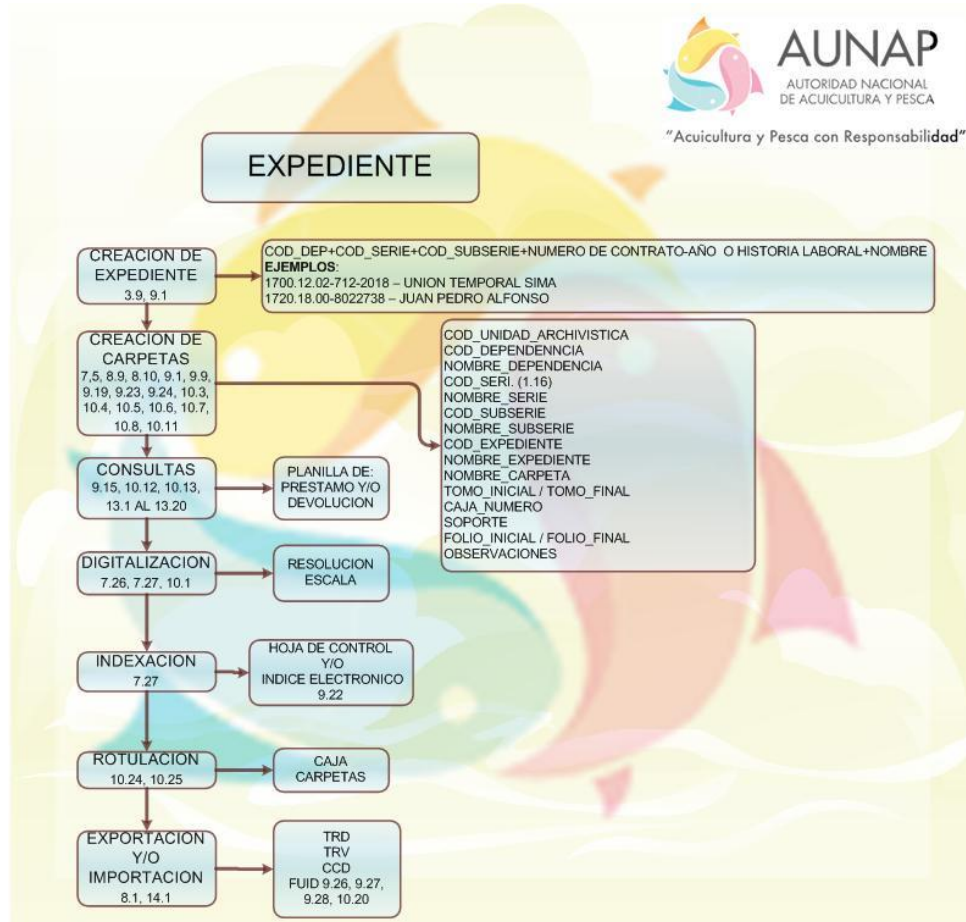 AUNAP
AUTORIDAD NACIONAL
DE ACUICULTURA Y PESCA
"Acuicultura y Pesca con Responsabilidad"
EXPEDIENTE
CREACION DE
EXPEDIENTE
3.9, 9.1
COD_DEP+COD_SERIE+COD_SUBSERIE+NUMERO DE CONTRATO-AÑO O HISTORIA LABORAL+NOMBRE
EJEMPLOS:
1700.12.02-712-2018 – UNION TEMPORAL SIMA
1720.18.00-8022738 – JUAN PEDRO ALFONSO
CREACION DE
CARPETAS
7,5, 8.9, 8.10, 9.1, 9.9,
9.19, 9.23, 9.24, 10.3,
10.4, 10.5, 10.6, 10.7,
10.8, 10.11
COD_UNIDAD_ARCHIVISTICA
COD_DEPENDENNCIA
NOMBRE_DEPENDENCIA
COD_SERI. (1.16)
NOMBRE_SERIE
COD_SUBSERIE
NOMBRE_SUBSERIE
COD_EXPEDIENTE
NOMBRE_EXPEDIENTE
NOMBRE_CARPETA
TOMO_INICIAL / TOMO_FINAL
CAJA_NUMERO
SOPORTE
FOLIO_INICIAL / FOLIO_FINAL
OBSERVACIONES
CONSULTAS
9.15, 10.12, 10.13,
13.1 AL 13.20
PLANILLA DE:
PRESTAMO Y/O
DEVOLUCION
DIGITALIZACION
7.26, 7.27, 10.1
RESOLUCION
ESCALA
INDEXACION
7.27
HOJA DE CONTROL
Y/O
INDICE ELECTRONICO
9.22
ROTULACION
10.24, 10.25
CAJA
CARPETAS
EXPORTACION
Y/O
IMPORTACION
8.1, 14.1
TRD
TRV
CCD
FUID 9.26, 9.27,
9.28, 10.20